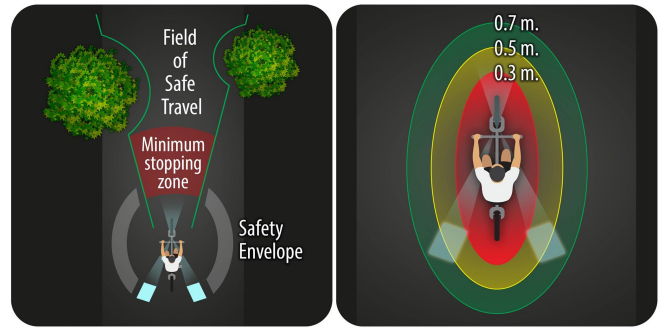 Field
of
Safe
Travel
Minimum
stopping
zone
Safety
Envelope
0.7 m.
0.5 m.
0.3 m.